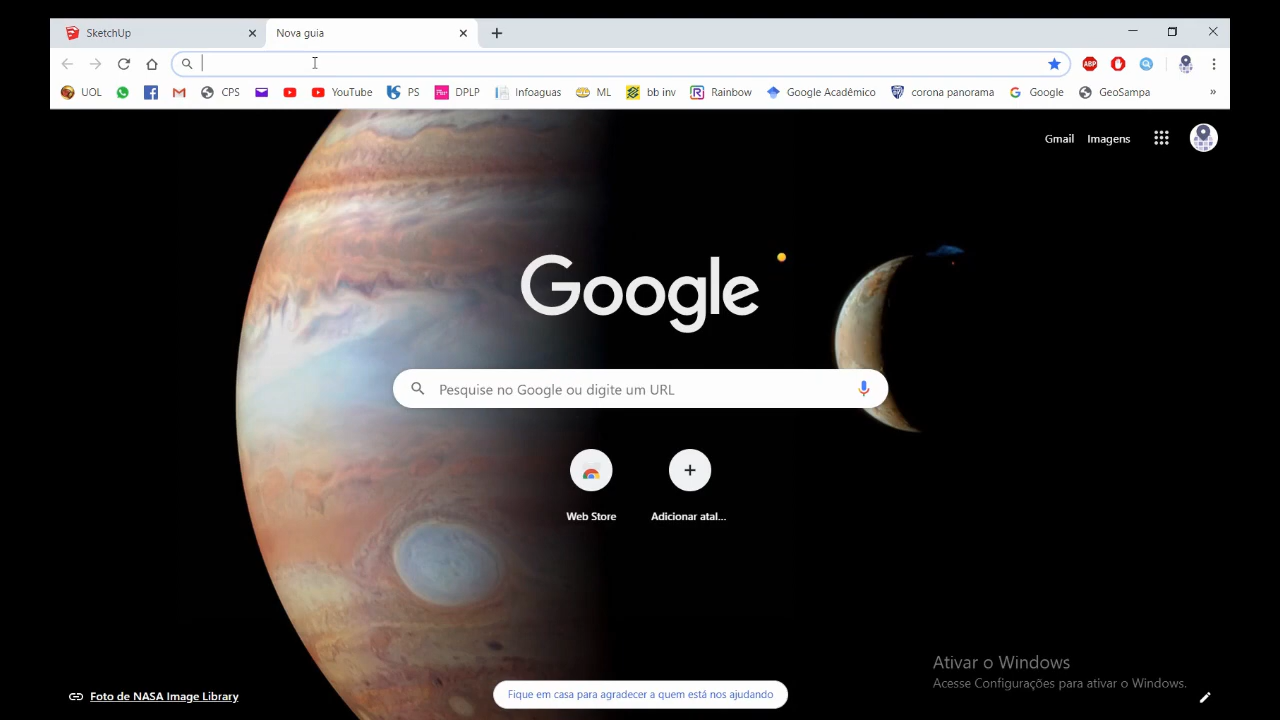 SketchUp
Nova guia
UOL CPS YouTube PS DPLP Infoaguas ML bb inv Rainbow Google Acadêmico corona panorama Google GeoSampa »
ABP
Gmail Imagens
Google
Pesquise no Google ou digite um URL
Web Store Adicionar atal...
Ativar o Windows
Acesse Configurações para ativar o Windows.
Foto de NASA Image Library
Fique em casa para agradecer a quem está nos ajudando